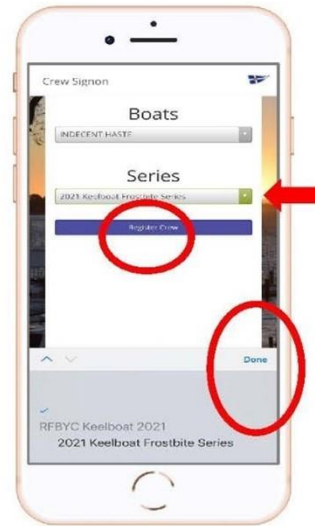 Crew Signon
Boats
INDECENT HASTE
Series
2021 Keelboat Frostbite Series
Register Crew
Done
RFBYC Keelboat 2021
2021 Keelboat Frostbite Series